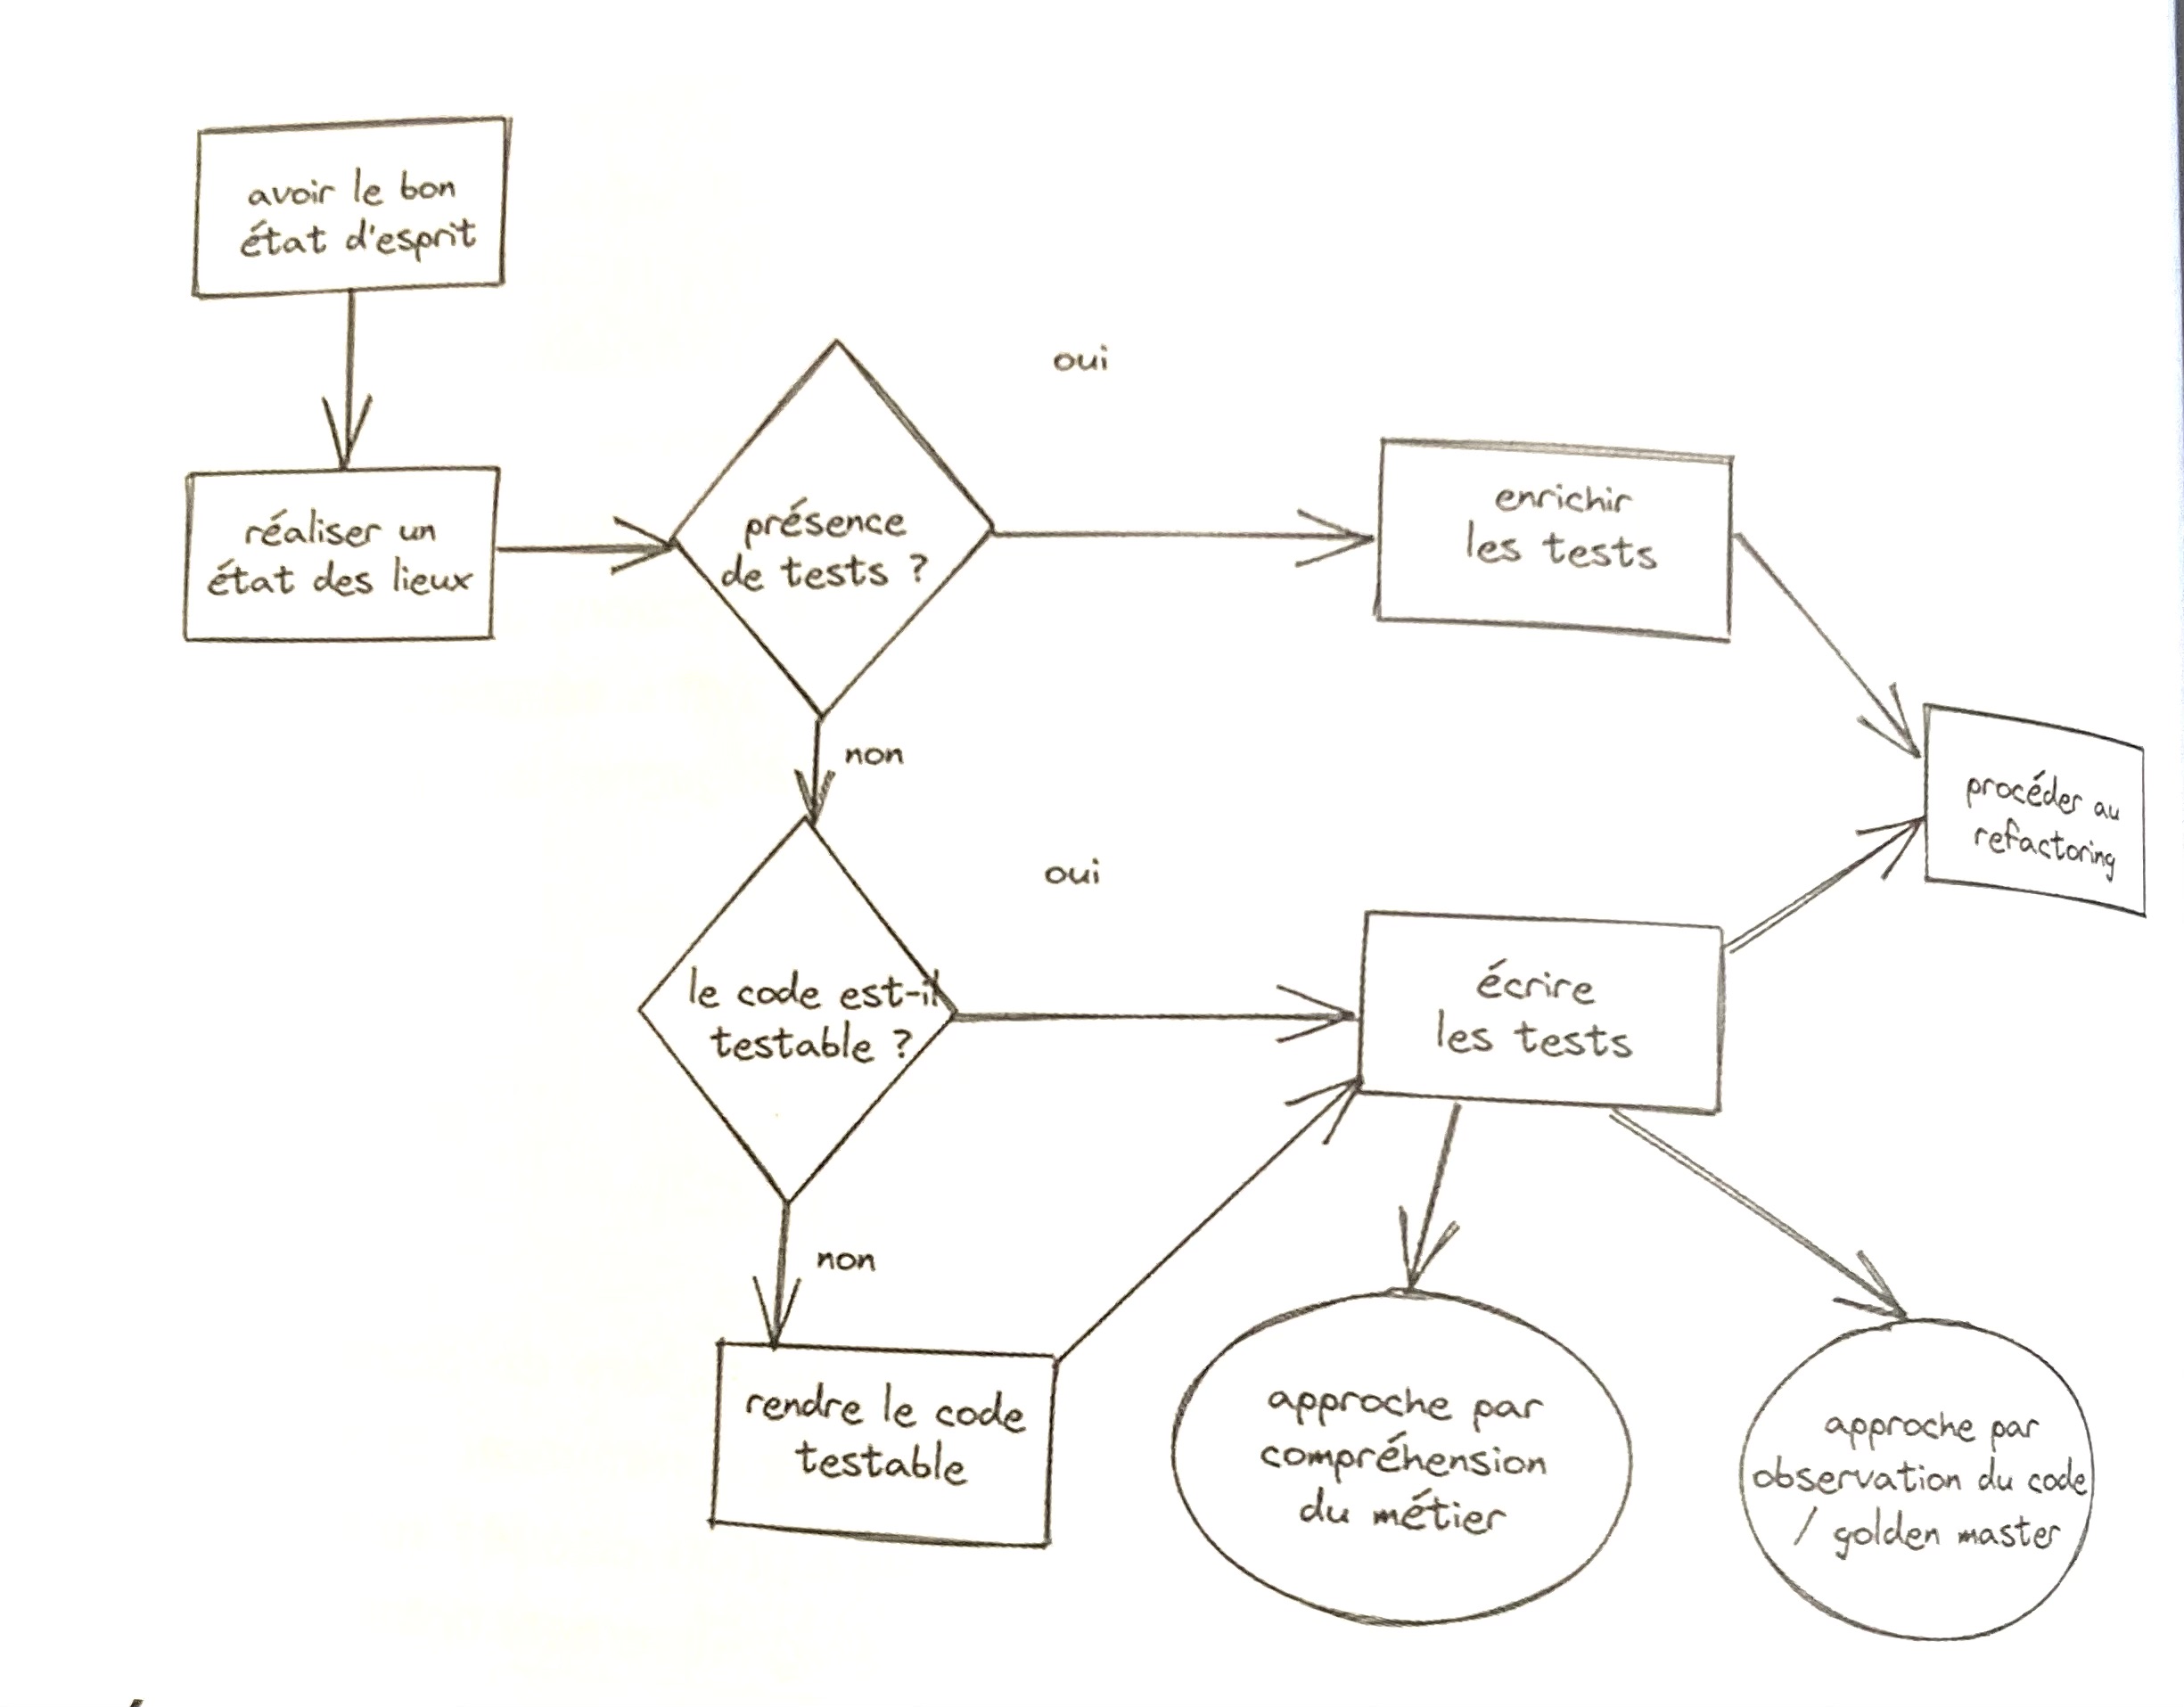 avoir le bon
état d'esprit
réaliser un
état des lieux
présence
de tests ?
oui
enrichir
les tests
procéder au
refactoring
non
le code est-il
testable ?
oui
écrire
les tests
non
rendre le code
testable
approche par
compréhension
du métier
approche par
observation du code
/ golden master